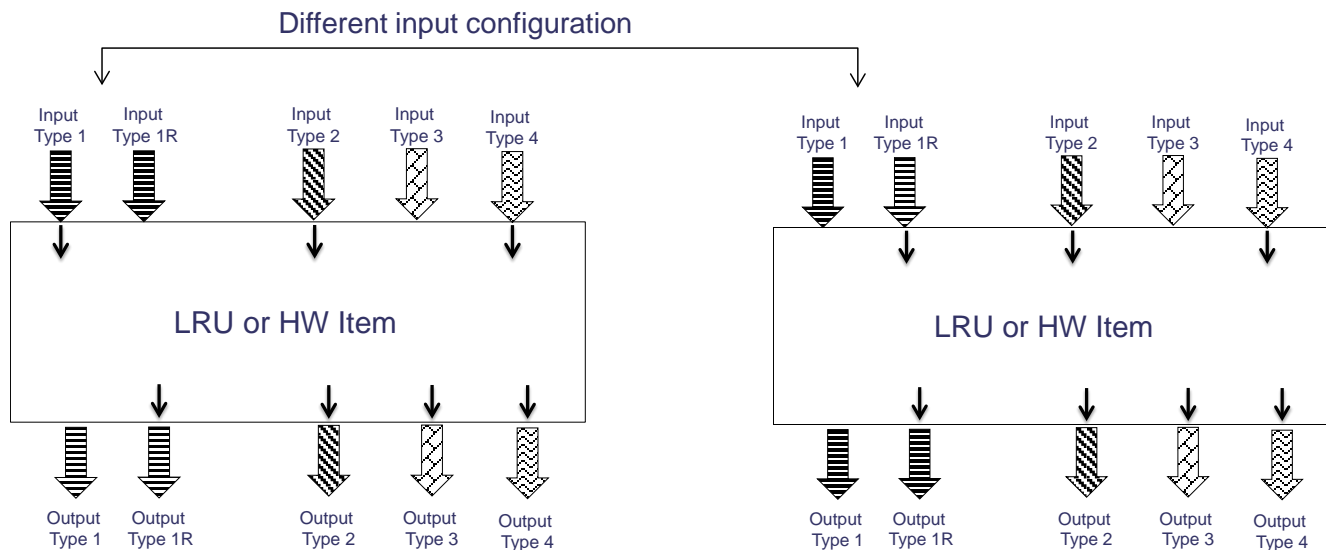 Different input configuration
Input
Type 1
Input
Type 1R
Input
Type 2
Input
Type 3
Input
Type 4
LRU or HW Item
Output
Type 1
Output
Type 1R
Output
Type 2
Output
Type 3
Output
Type 4
Input
Type 1
Input
Type 1R
Input
Type 2
Input
Type 3
Input
Type 4
LRU or HW Item
Output
Type 1
Output
Type 1R
Output
Type 2
Output
Type 3
Output
Type 4